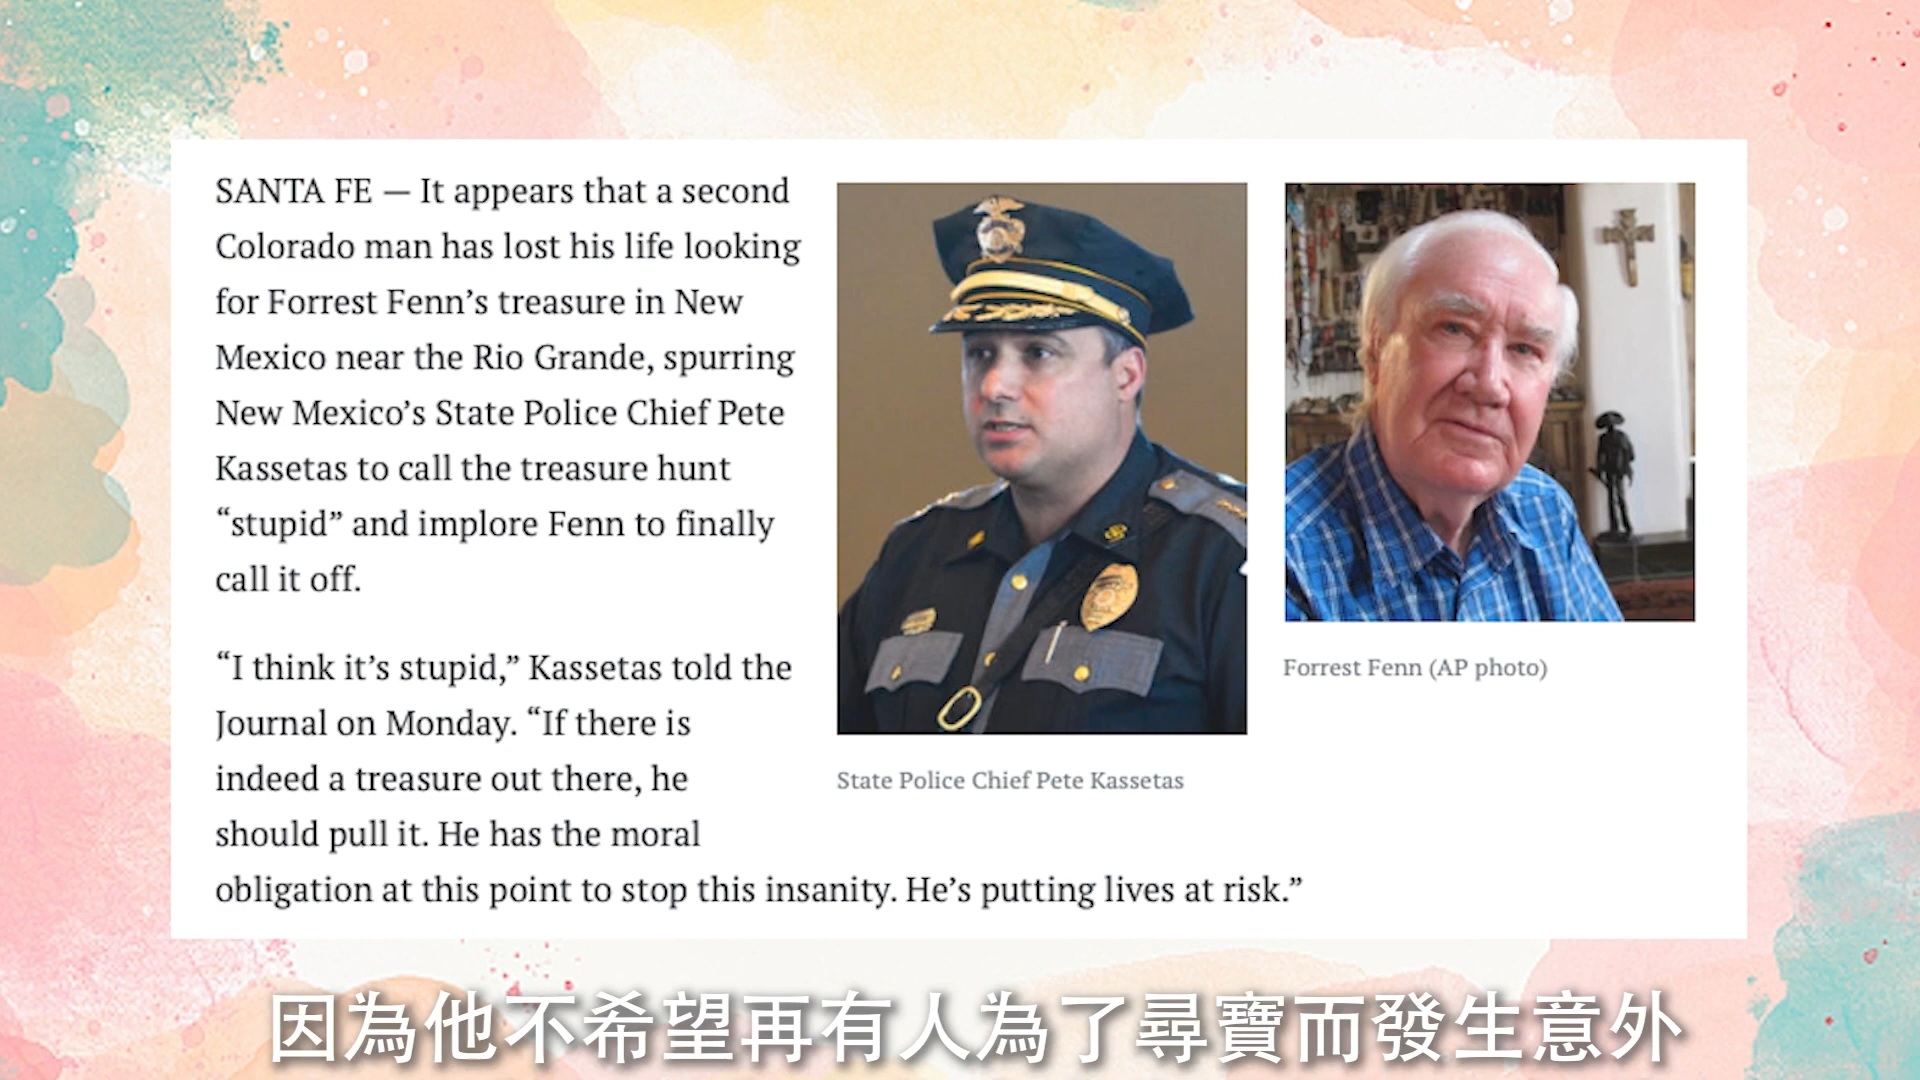 SANTA FE — It appears that a second
Colorado man has lost his life looking
for Forrest Fenn’s treasure in New
Mexico near the Rio Grande, spurring
New Mexico’s State Police Chief Pete
Kassetas to call the treasure hunt
“stupid” and implore Fenn to finally
call it off.
“I think it’s stupid,” Kassetas told the
Journal on Monday. “If there is
indeed a treasure out there, he
should pull it. He has the moral
obligation at this point to stop this insanity. He’s putting lives at risk.”
State Police Chief Pete Kassetas
Forrest Fenn (AP photo)
因為他不希望再有人為了尋寶而發生意外